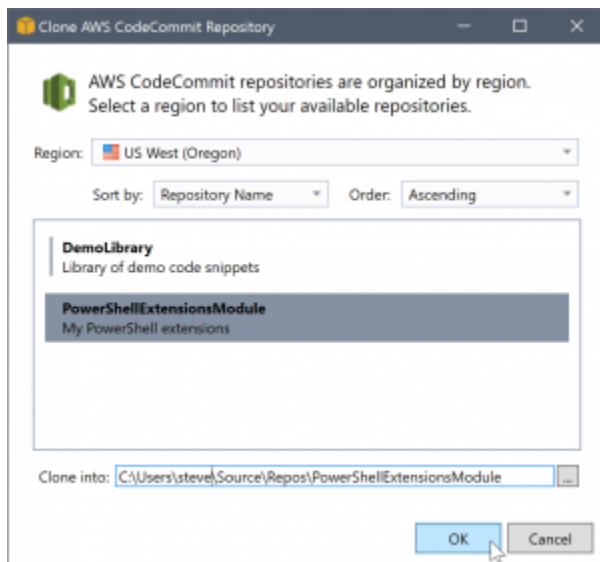 Clone AWS CodeCommit Repository
AWS CodeCommit repositories are organized by region.
Select a region to list your available repositories.
Region: US West (Oregon)
Sort by: Repository Name Order: Ascending
DemoLibrary
Library of demo code snippets
PowerShellExtensionsModule
My PowerShell extensions
Clone into: C:\Users\steve\Source\Repos\PowerShellExtensionsModule ...
OK Cancel